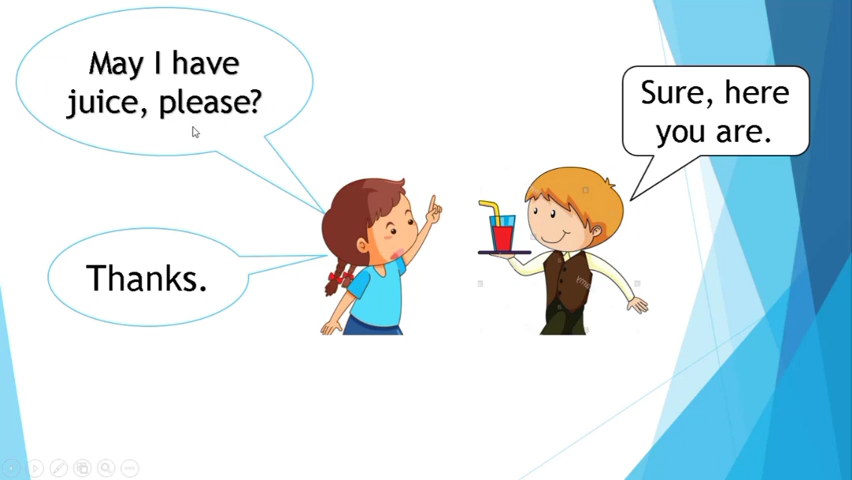 May I have
juice, please?
Sure, here
you are.
Thanks.